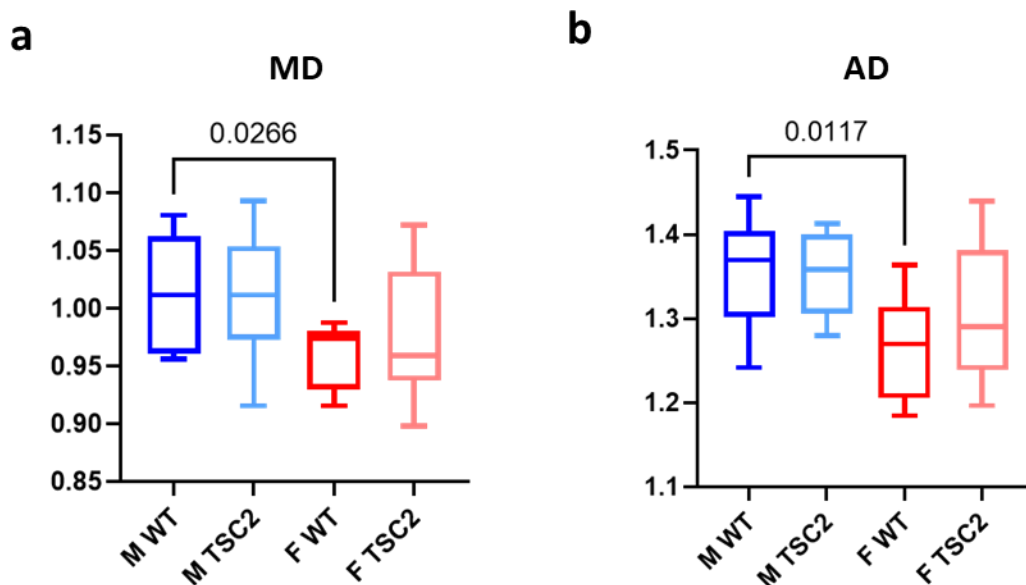 a
MD
0.0266
1.15
1.10
1.05
1.00
0.95
0.90
0.85
M WT
M TSC2
F WT
F TSC2
b
AD
0.0117
1.5
1.4
1.3
1.2
1.1
M WT
M TSC2
F WT
F TSC2